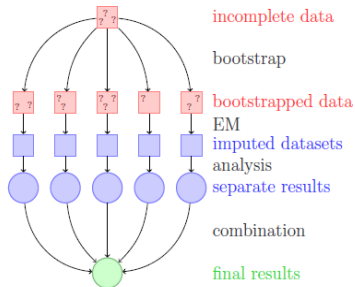 ? ? ? ?
incomplete data
bootstrap
? ? ?
? ?
? ? ?
? ?
? ?
bootstrapped data
EM
imputed datasets
analysis
separate results
combination
final results